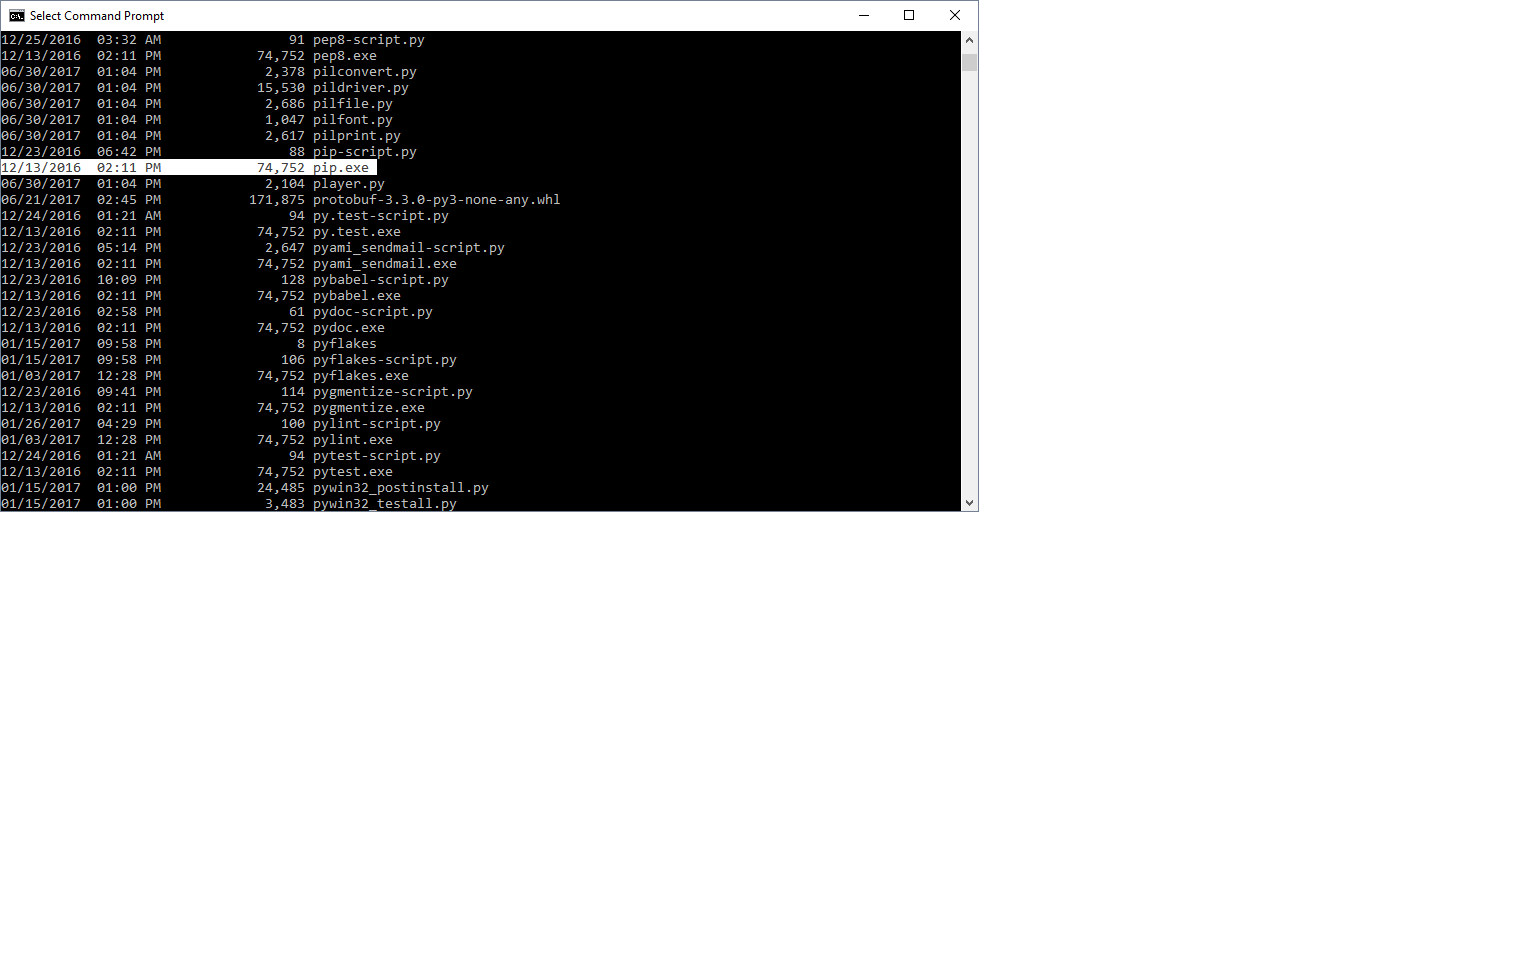 Select Command Prompt
12/25/2016  03:32 AM                91 pep8-script.py
12/13/2016  02:11 PM            74,752 pep8.exe
06/30/2017  01:04 PM             2,378 pilconvert.py
06/30/2017  01:04 PM            15,530 pildriver.py
06/30/2017  01:04 PM             2,686 pilfile.py
06/30/2017  01:04 PM             1,047 pilfont.py
06/30/2017  01:04 PM             2,617 pilprint.py
12/23/2016  06:42 PM                88 pip-script.py
12/13/2016  02:11 PM            74,752 pip.exe
06/30/2017  01:04 PM             2,104 player.py
06/21/2017  02:45 PM           171,875 protobuf-3.3.0-py3-none-any.whl
12/24/2016  01:21 AM                94 py.test-script.py
12/13/2016  02:11 PM            74,752 py.test.exe
12/23/2016  05:14 PM             2,647 pyami_sendmail-script.py
12/13/2016  02:11 PM            74,752 pyami_sendmail.exe
12/23/2016  10:09 PM               128 pybabel-script.py
12/13/2016  02:11 PM            74,752 pybabel.exe
12/23/2016  02:58 PM                61 pydoc-script.py
12/13/2016  02:11 PM            74,752 pydoc.exe
01/15/2017  09:58 PM                 8 pyflakes
01/15/2017  09:58 PM               106 pyflakes-script.py
01/03/2017  12:28 PM            74,752 pyflakes.exe
12/23/2016  09:41 PM               114 pygmentize-script.py
12/13/2016  02:11 PM            74,752 pygmentize.exe
01/26/2017  04:29 PM               100 pylint-script.py
01/03/2017  12:28 PM            74,752 pylint.exe
12/24/2016  01:21 AM                94 pytest-script.py
12/13/2016  02:11 PM            74,752 pytest.exe
01/15/2017  01:00 PM            24,485 pywin32_postinstall.py
01/15/2017  01:00 PM             3,483 pywin32_testall.py